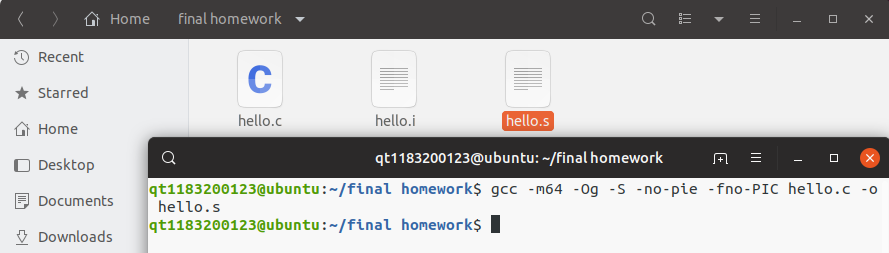 Home final homework
Recent
Starred
Home
Desktop
Documents
Downloads
hello.c hello.i hello.s
qt1183200123@ubuntu: ~/final homework
qt1183200123@ubuntu:~/final homework$ gcc -m64 -Og -S -no-pie -fno-PIC hello.c -o
hello.s
qt1183200123@ubuntu:~/final homework$